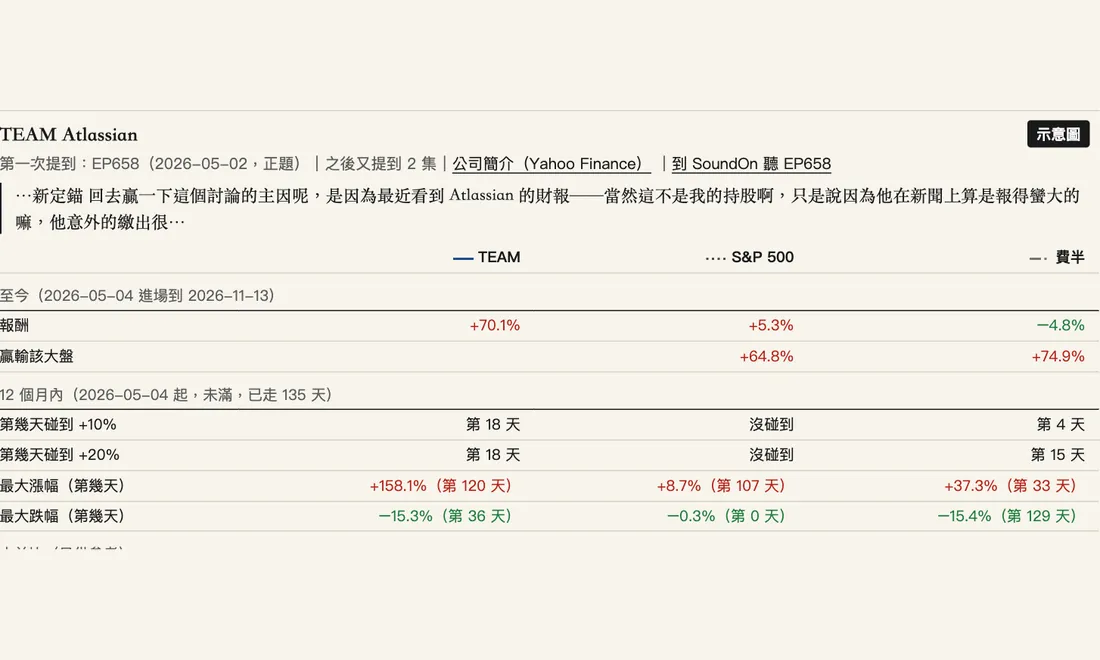 TEAM Atlassian
示意圖
第一次提到：EP658（2026-05-02，正題）｜之後又提到 2 集｜公司簡介（Yahoo Finance）｜到 SoundOn 聽 EP658
…新定錨 回去贏一下這個討論的主因呢，是因為最近看到 Atlassian 的財報——當然這不是我的持股啊，只是說因為他在新聞上算是報得蠻大的
嘛，他意外的繳出很…
TEAM S&P 500 費半
至今（2026-05-04 進場到 2026-11-13）
報酬 +70.1% +5.3% −4.8%
贏輸該大盤 +64.8% +74.9%
12 個月內（2026-05-04 起，未滿，已走 135 天）
第幾天碰到 +10% 第 18 天 沒碰到 第 4 天
第幾天碰到 +20% 第 18 天 沒碰到 第 15 天
最大漲幅（第幾天） +158.1%（第 120 天） +8.7%（第 107 天） +37.3%（第 33 天）
最大跌幅（第幾天） −15.3%（第 36 天） −0.3%（第 0 天） −15.4%（第 129 天）